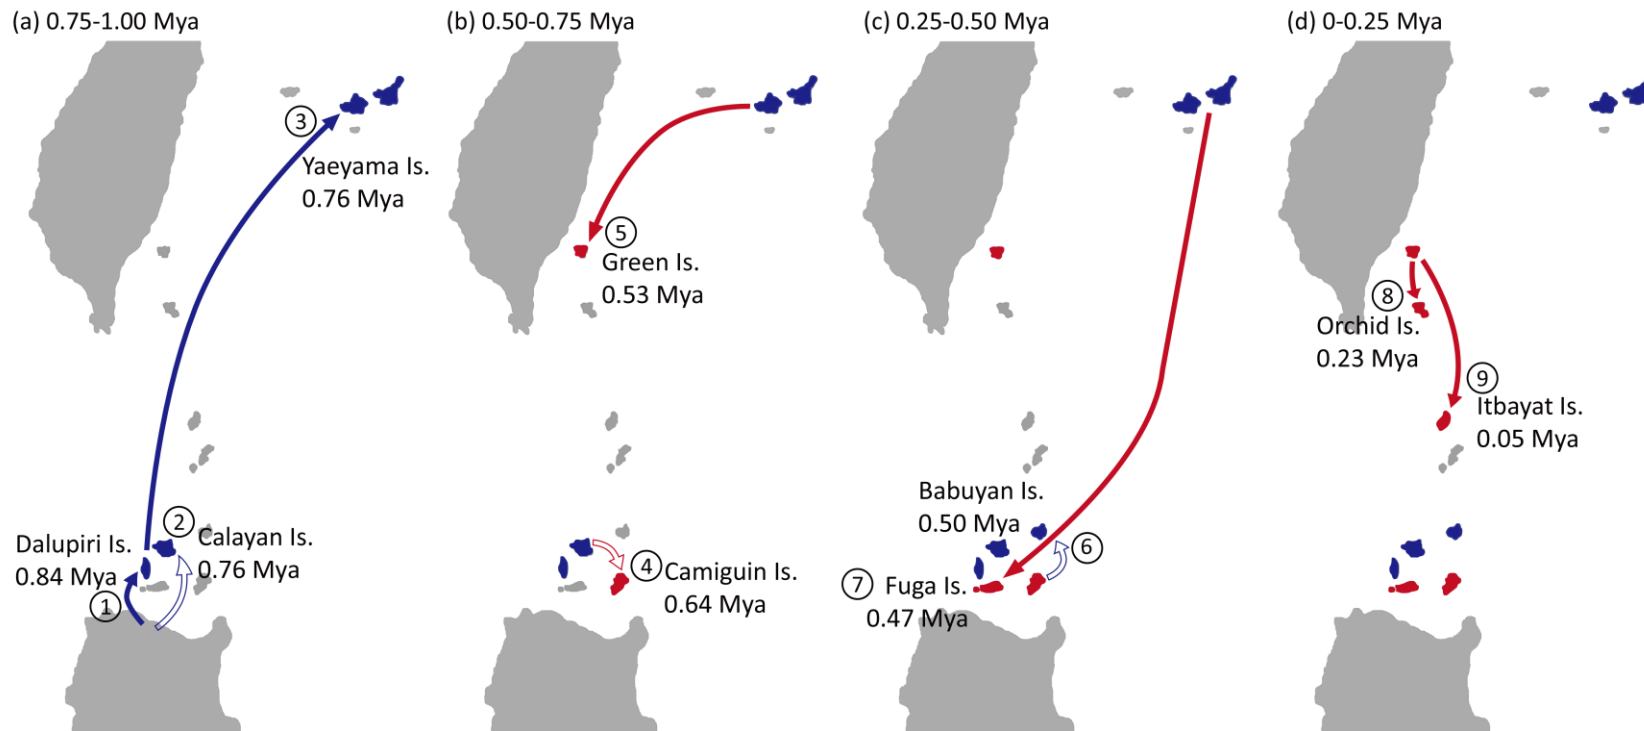 (a) 0.75-1.00 Mya
③
Yaeyama Is.
0.76 Mya
②
Calayan Is.
0.76 Mya
Dalupiri Is.
0.84 Mya
①
(b) 0.50-0.75 Mya
⑤
Green Is.
0.53 Mya
④ Camiguin Is.
0.64 Mya
(c) 0.25-0.50 Mya
Babuyan Is.
0.50 Mya
⑥
⑦ Fuga Is.
0.47 Mya
(d) 0-0.25 Mya
⑧
Orchid Is.
0.23 Mya
⑨
Itbayat Is.
0.05 Mya